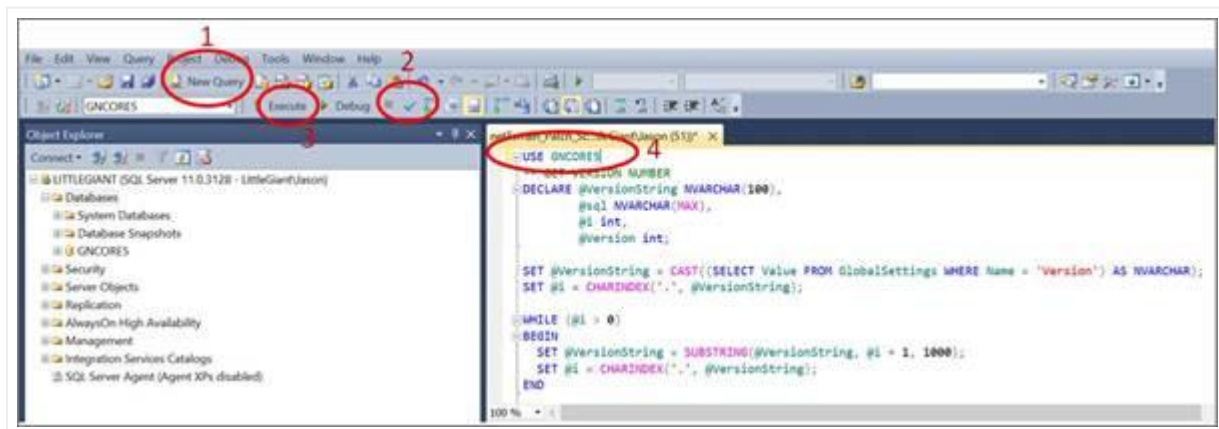 1
2
File Edit View Query Project Debug Tools Window Help
New Query
GNCORES
Execute
Debug
3
Object Explorer
Connect
LITTLEGIANT (SQL Server 11.0.3128 - LittleGiant\Jason)
Databases
System Databases
Database Snapshots
GNCORES
Security
Server Objects
Replication
AlwaysOn High Availability
Management
Integration Services Catalogs
SQL Server Agent (Agent XPs disabled)
Giant\Jason (51))*
4
USE GNCORES
VERSION NUMBER
DECLARE @VersionString NVARCHAR(100),
@sql NVARCHAR(MAX),
@i int,
@Version int;
SET @VersionString = CAST((SELECT Value FROM GlobalSettings WHERE Name = 'Version') AS NVARCHAR);
SET @i = CHARINDEX('.', @VersionString);
WHILE (@i > 0)
BEGIN
SET @VersionString = SUBSTRING(@VersionString, @i + 1, 1000);
SET @i = CHARINDEX('.', @VersionString);
END
100 %